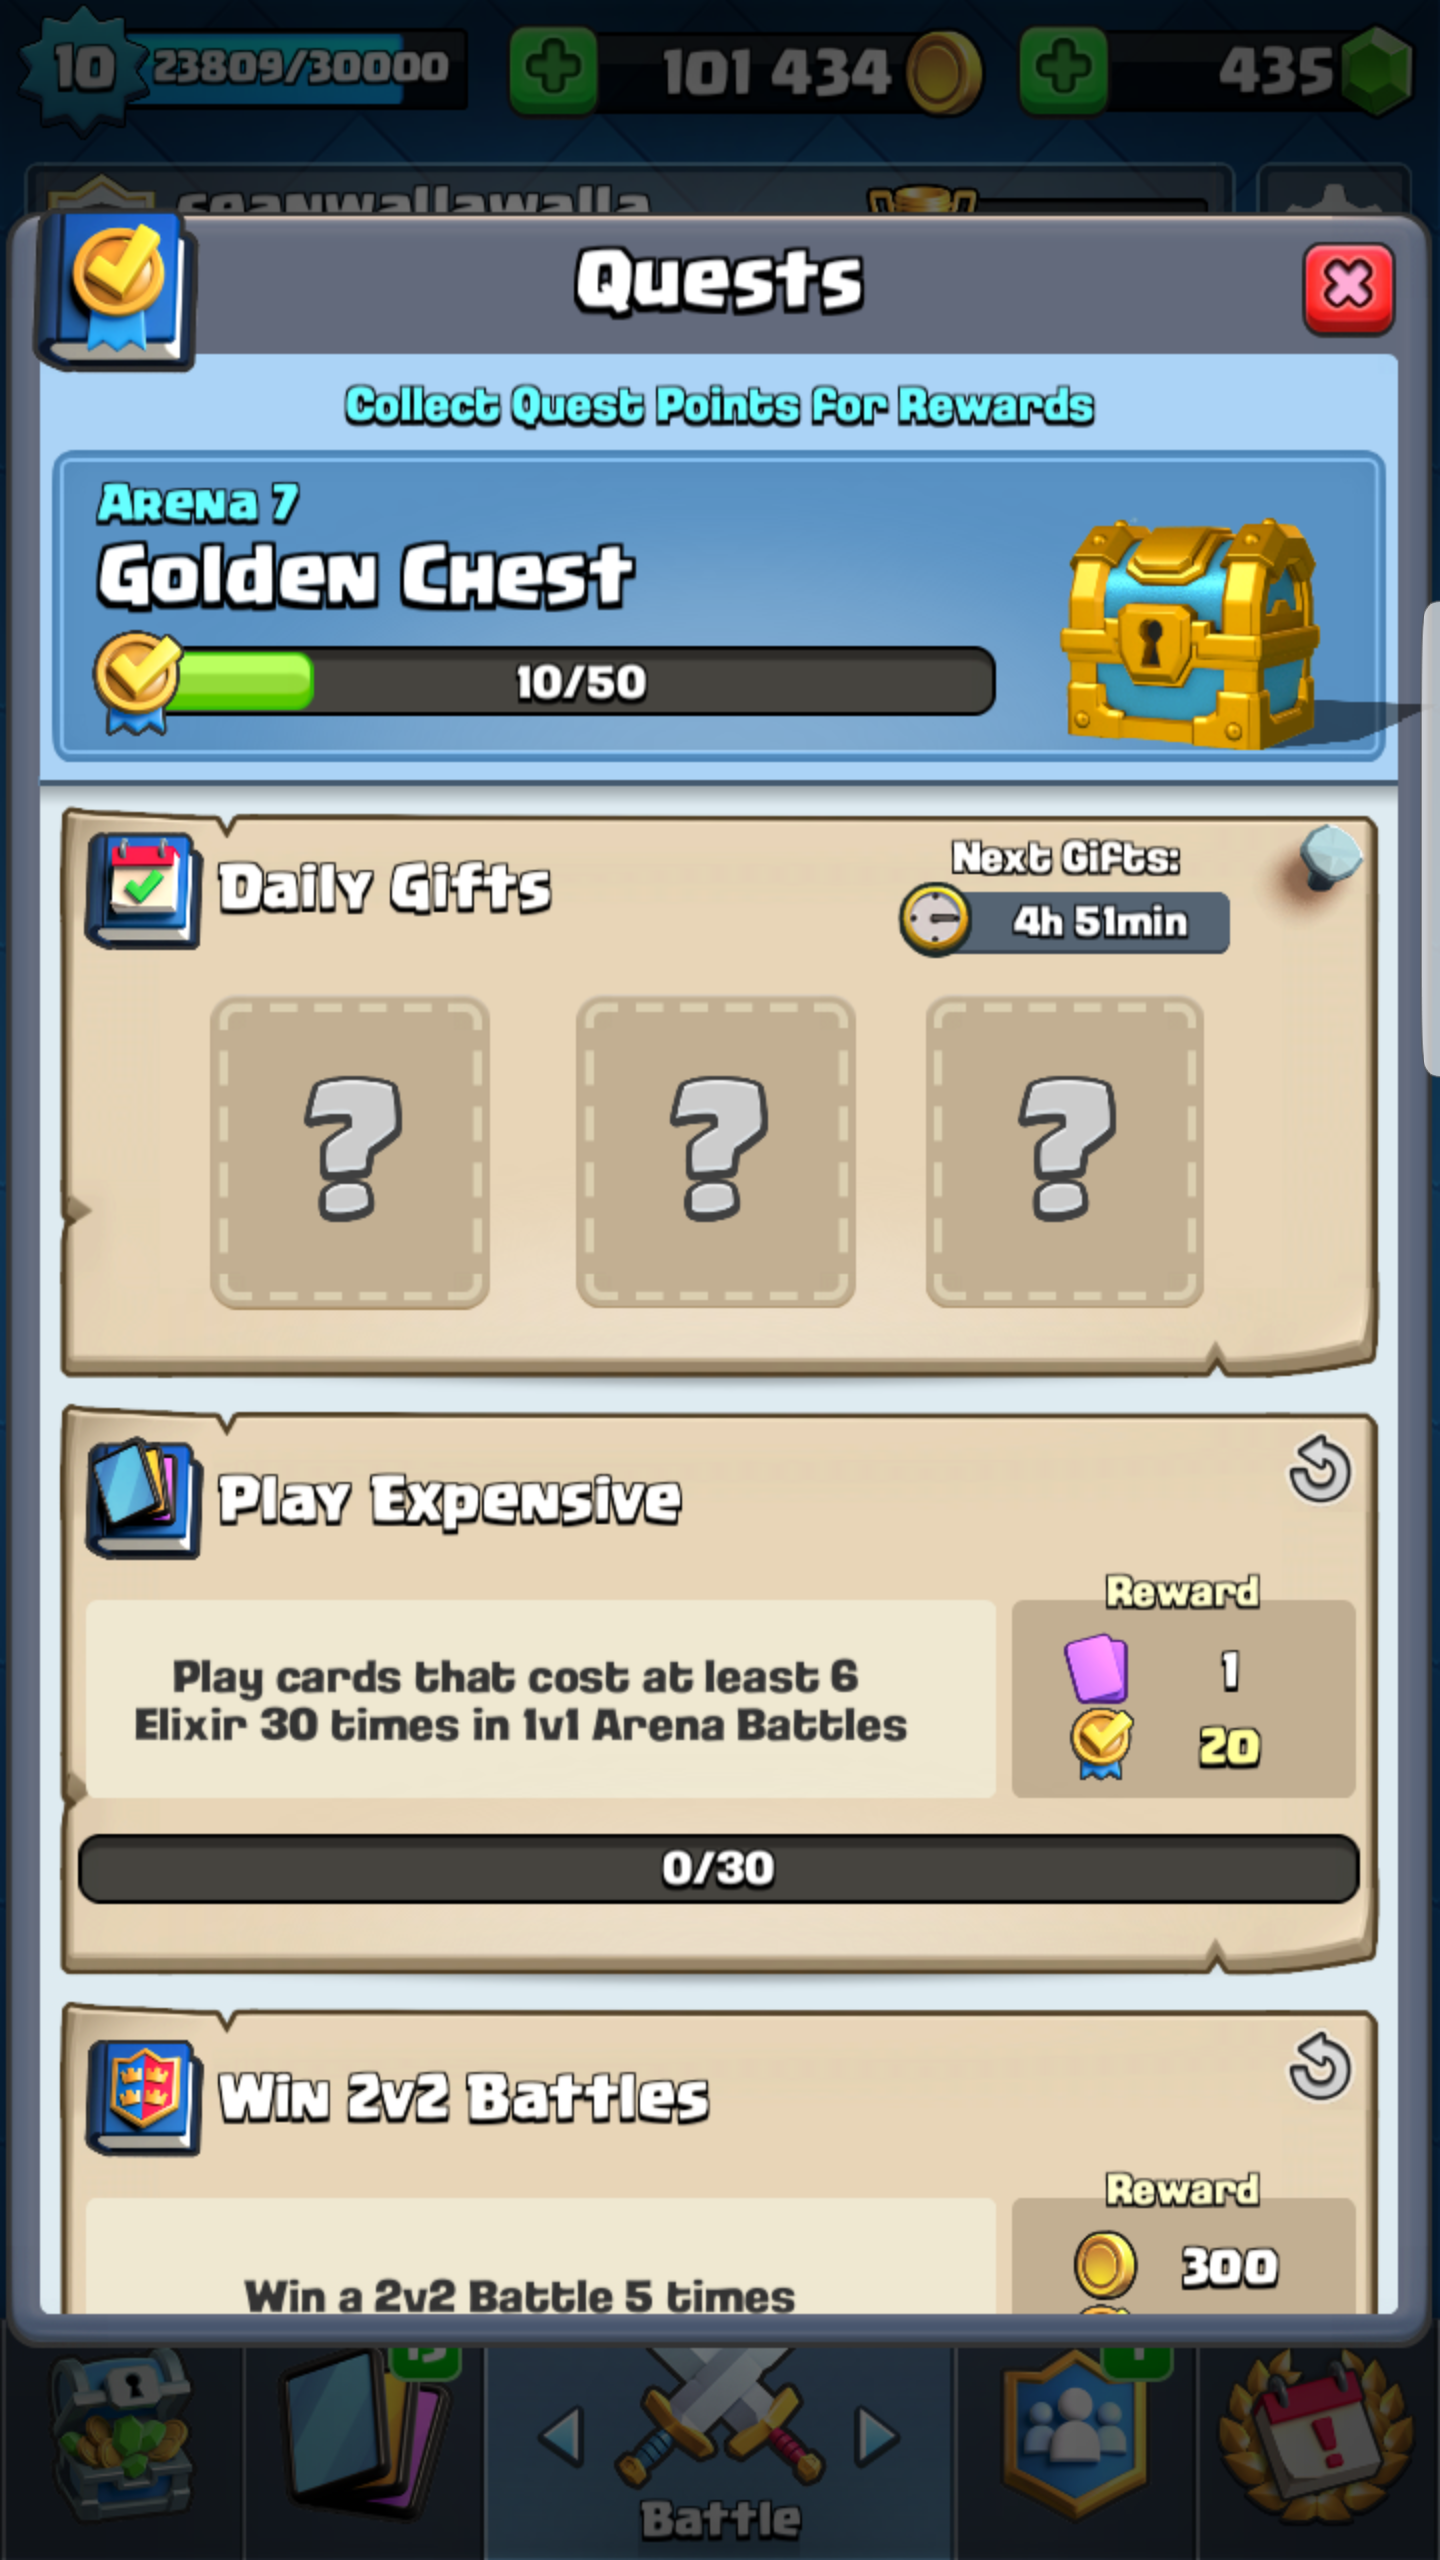 10 23809/30000 101 434 435
seanwallawalla
Quests
Collect Quest Points for Rewards
Arena 7
Golden Chest
10/50
Daily Gifts
Next Gifts:
4h 51min
?
?
?
Play Expensive
Reward
Play cards that cost at least 6
Elixir 30 times in 1v1 Arena Battles
1
20
0/30
Win 2v2 Battles
Reward
Win a 2v2 Battle 5 times
300
Battle